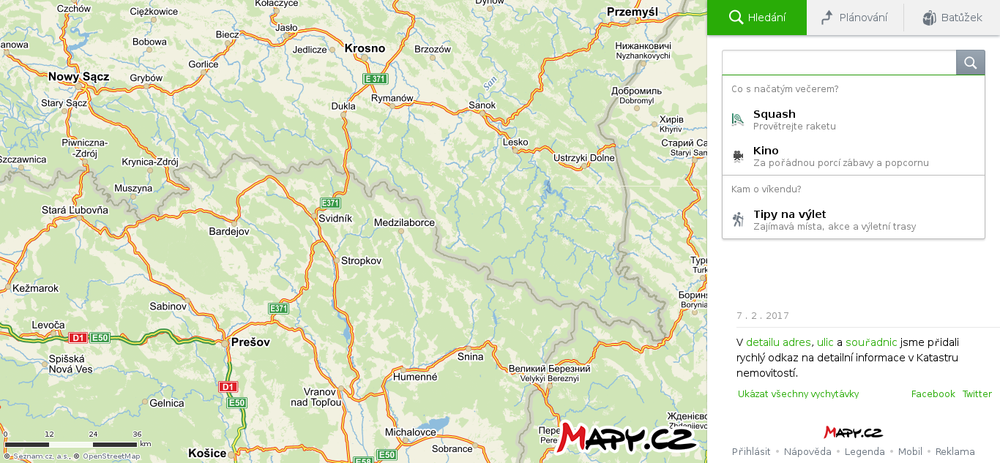 Czchów
Ciężkowice
Kołaczyce
Dynów
Przemyśl
Jasło
Biecz
Bobowa
Jedlicze
Krosno
Brzozów
Нижанковичі
Nyzhankovychi
Gorlice
Nowy Sącz
Grybów
E 371
Rymanów
Sanok
Добромиль
Dobromyl
San
Stary Sącz
Dukla
Хирів
Khyriv
Piwniczna-
-Zdrój
Lesko
Старий Са
Staryi Sam
Szczawnica
Krynica-Zdrój
Ustrzyki Dolne
Muszyna
Stará Ľubovňa
E371
Svidník
Medzilaborce
Bardejov
Stropkov
Турк
Turk
Kežmarok
Sabinov
E371
Бориня
Borynia
Levoča
D1
E50
Prešov
Spišská
Nová Ves
Snina
Великий Березний
Velykyi Bereznyi
Humenné
D1
E50
Gelnica
Vranov
nad Topľou
Жденієво
Zhdeniievo
Michalovce
Пере
Pere
Košice
Sobrance
E50
E58
Mapy.cz
0 12 24 36
km
© Seznam.cz, a.s., © OpenStreetMap
Hledání
Plánování
Batůžek
Co s načatým večerem?
Squash
Provětrejte raketu
Kino
Za pořádnou porcí zábavy a popcornu
Kam o víkendu?
Tipy na výlet
Zajímavá místa, akce a výletní trasy
7 . 2 . 2017
V detailu adres, ulic a souřadnic jsme přidali
rychlý odkaz na detailní informace v Katastru
nemovitostí.
Ukázat všechny vychytávky
Facebook Twitter
Mapy.cz
Přihlásit • Nápověda • Legenda • Mobil • Reklama